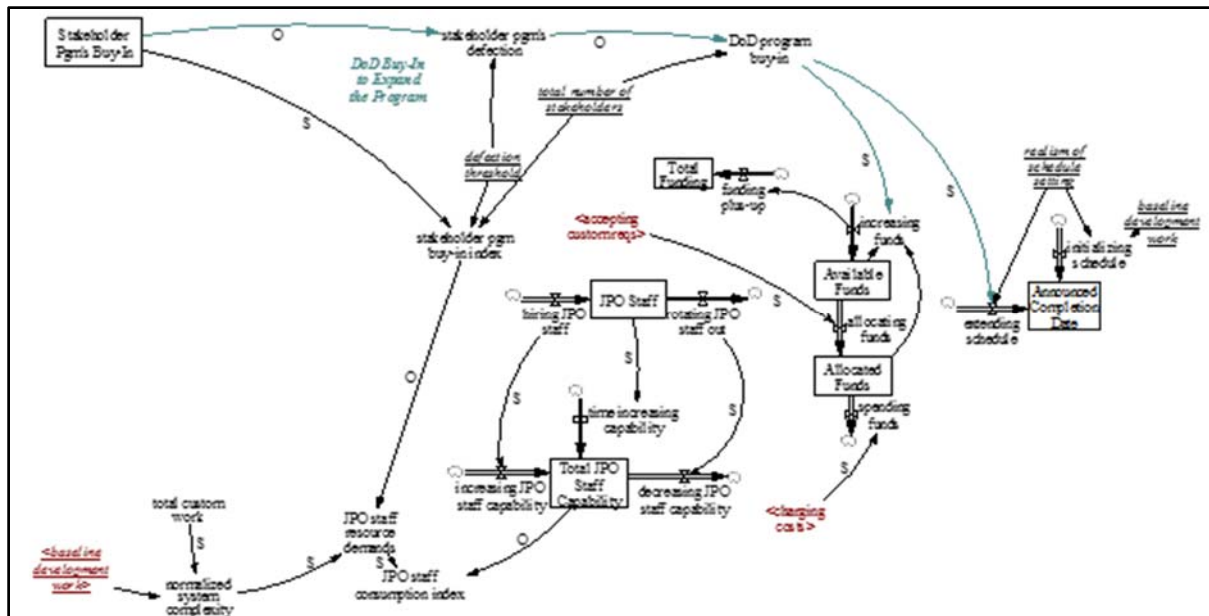 Stakeholder
Pgm's Buy-In
O
stakeholder pgm's
defection
O
DoD program
buy-in
DoD Buy-In
to Expand
the Program
total number of
stakeholders
S
defection
threshold
S
S
realism of
schedule
setting
Total
Funding
funding
plus-up
<accepting
custom reqs>
increasing
funds
baseline
development
work
initializing
schedule
stakeholder pgm
buy-in index
Available
Funds
JPO Staff
S
Announced
Completion
Date
hiring JPO
staff
rotating JPO
staff out
allocating
funds
extending
schedule
S
Allocated
Funds
O
S
S
time increasing
capability
spending
funds
Total JPO
Staff
Capability
S
increasing JPO
staff capability
decreasing JPO
staff capability
total custom
work
<charging
costs>
JPO staff
resource
demands
O
S
<baseline
development
work>
S
S
JPO staff
consumption index
normalized
system
complexity